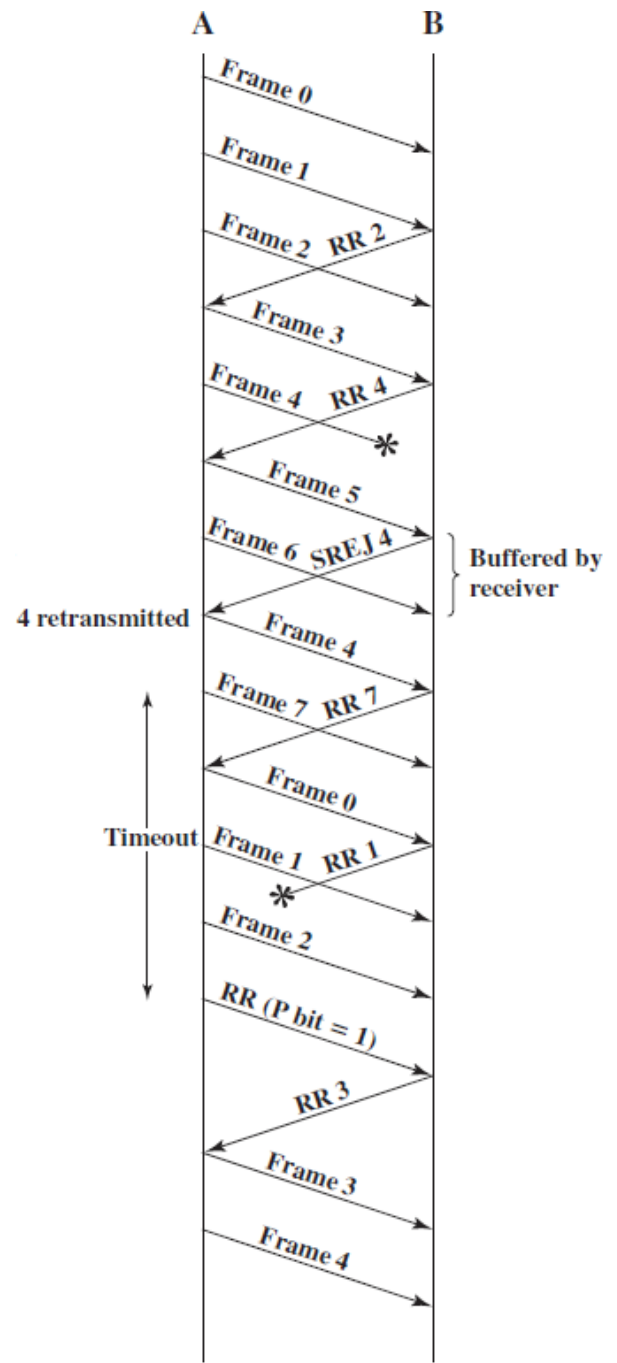 A
B
Frame 0
Frame 1
Frame 2
RR 2
Frame 3
Frame 4
RR 4
*
Frame 5
Frame 6
SREJ 4
Buffered by
receiver
4 retransmitted
Frame 4
Frame 7
RR 7
Frame 0
Timeout
Frame 1
RR 1
*
Frame 2
RR (P bit = 1)
RR 3
Frame 3
Frame 4